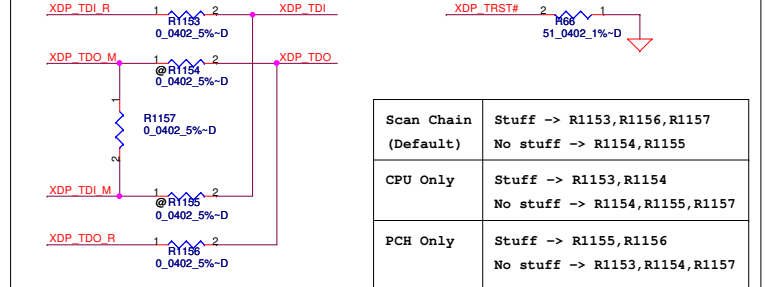 XDP_TDI_R 1 2 XDP_TDI
R1153
0_0402_5%~D
XDP_TDO_M 1 2 XDP_TDO
@ R1154
0_0402_5%~D
1
R1157
0_0402_5%~D
2
XDP_TDI_M 1 2
@ R1155
0_0402_5%~D
XDP_TDO_R 1 2
R1156
0_0402_5%~D
XDP_TRST# 2 1
R66
51_0402_1%~D
Scan Chain Stuff -> R1153,R1156,R1157
(Default) No stuff -> R1154,R1155
CPU Only Stuff -> R1153,R1154
No stuff -> R1154,R1155,R1157
PCH Only Stuff -> R1155,R1156
No stuff -> R1153,R1154,R1157